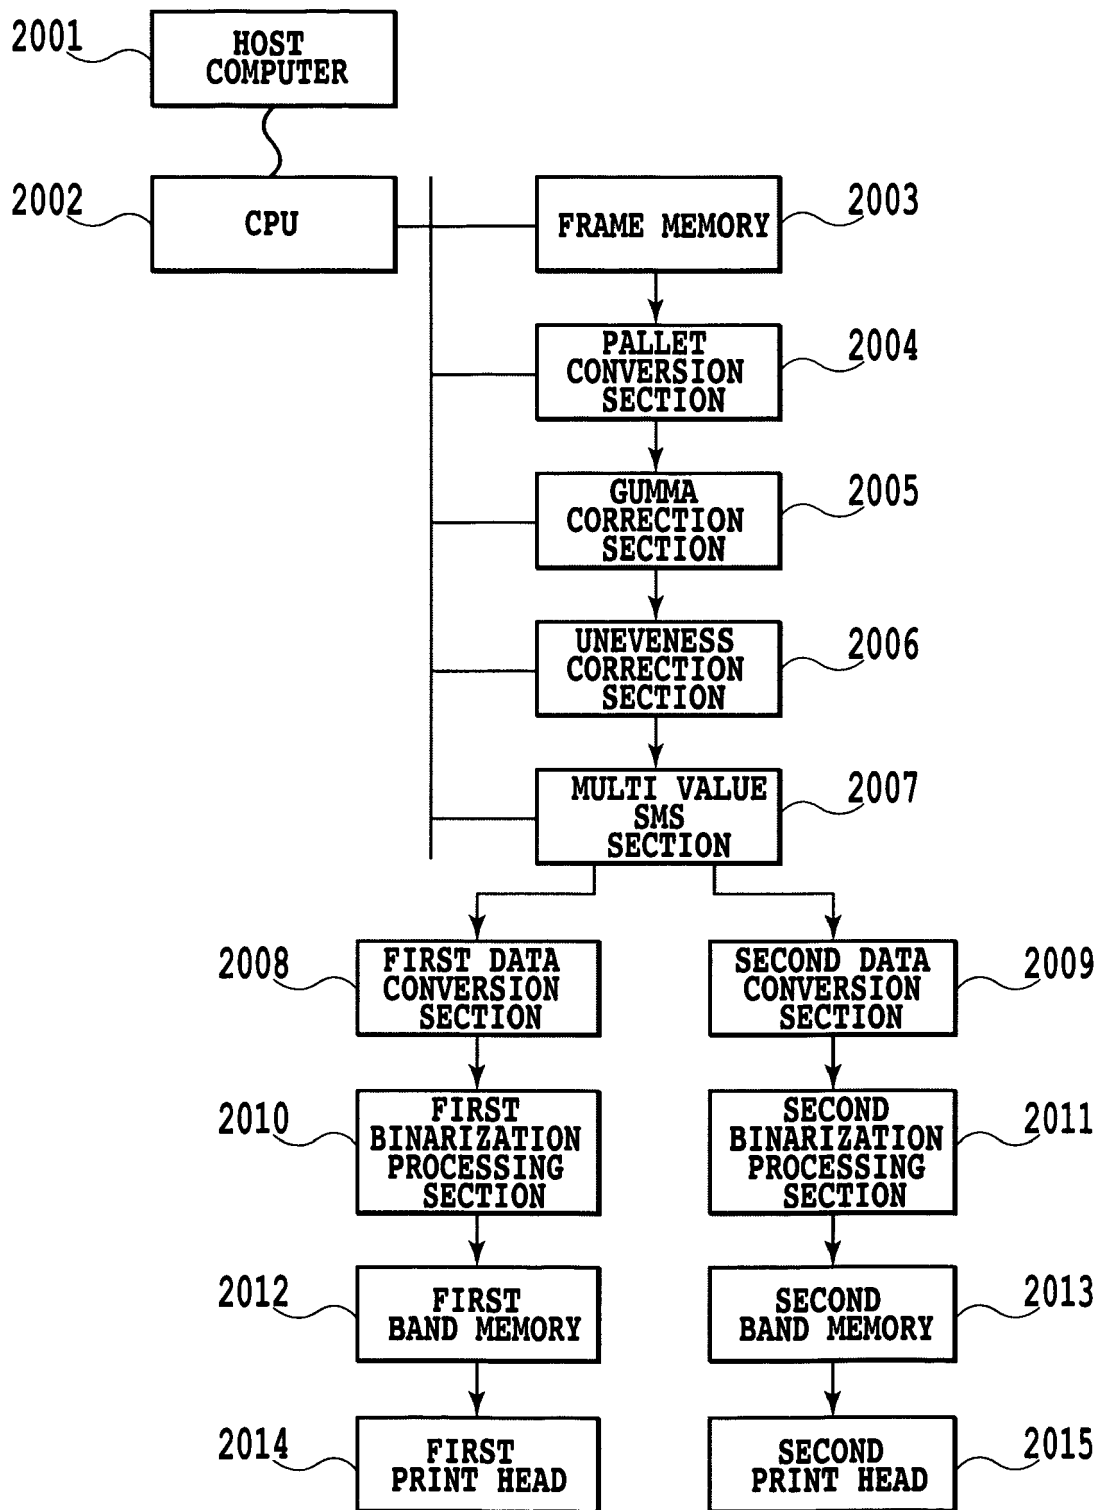 2001
HOST
COMPUTER
2002
CPU
FRAME MEMORY
2003
PALLET
CONVERSION
SECTION
2004
GUMMA
CORRECTION
SECTION
2005
UNEVENESS
CORRECTION
SECTION
2006
MULTI VALUE
SMS
SECTION
2007
2008
FIRST DATA
CONVERSION
SECTION
SECOND DATA
CONVERSION
SECTION
2009
2010
FIRST
BINARIZATION
PROCESSING
SECTION
SECOND
BINARIZATION
PROCESSING
SECTION
2011
2012
FIRST
BAND MEMORY
SECOND
BAND MEMORY
2013
2014
FIRST
PRINT HEAD
SECOND
PRINT HEAD
2015